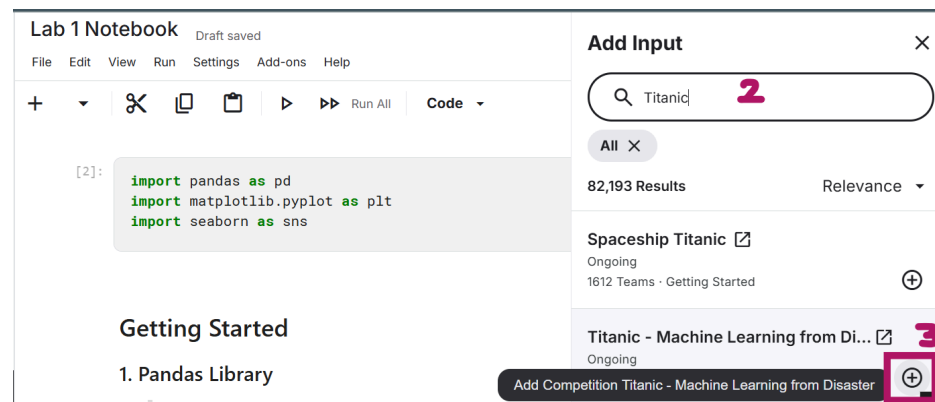 Lab 1 Notebook Draft saved
File Edit View Run Settings Add-ons Help
Run All Code
[2]:
import pandas as pd
import matplotlib.pyplot as plt
import seaborn as sns
Getting Started
1. Pandas Library
Add Input
Titanic 2
All
82,193 Results Relevance
Spaceship Titanic
Ongoing
1612 Teams · Getting Started
Titanic - Machine Learning from Di... 3
Ongoing
Add Competition Titanic - Machine Learning from Disaster